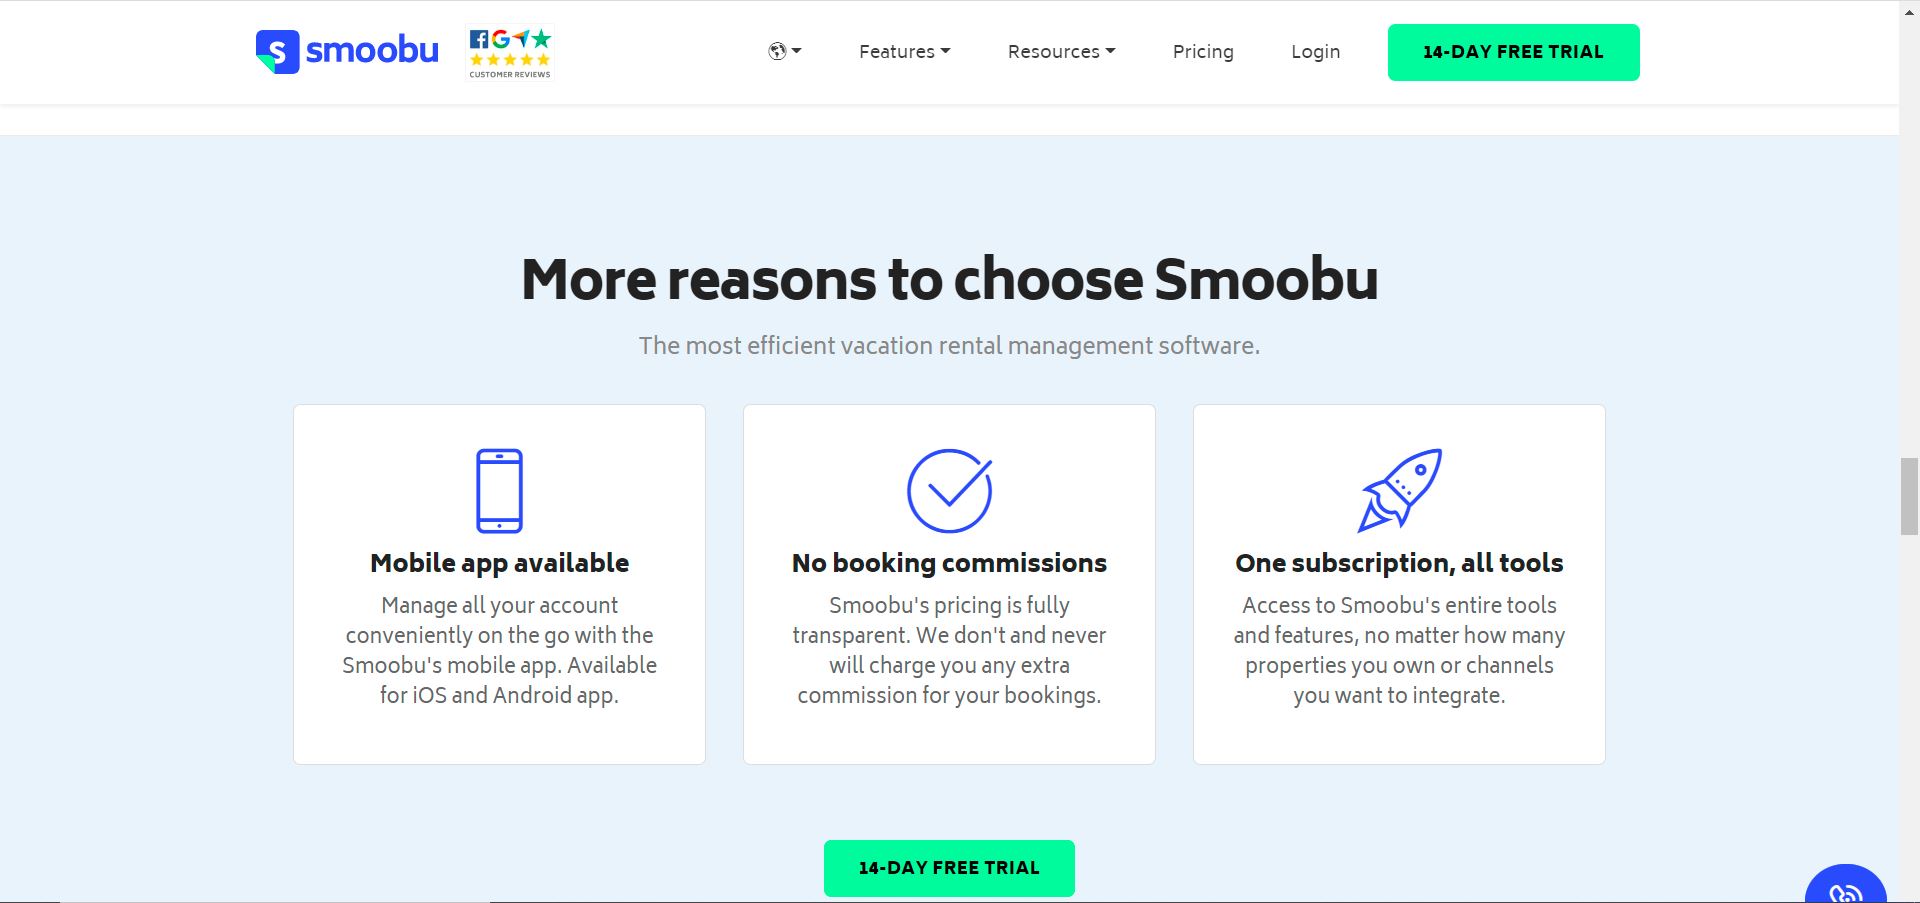 smoobu
CUSTOMER REVIEWS
Features
Resources
Pricing
Login
14-DAY FREE TRIAL
More reasons to choose Smoobu
The most efficient vacation rental management software.
Mobile app available
Manage all your account
conveniently on the go with the
Smoobu's mobile app. Available
for iOS and Android app.
No booking commissions
Smoobu's pricing is fully
transparent. We don't and never
will charge you any extra
commission for your bookings.
One subscription, all tools
Access to Smoobu's entire tools
and features, no matter how many
properties you own or channels
you want to integrate.
14-DAY FREE TRIAL